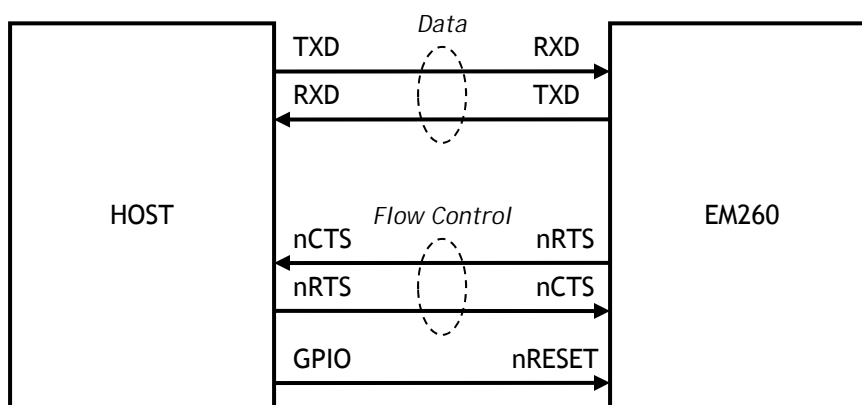 Data
TXD RXD
RXD TXD
HOST EM260
Flow Control
nCTS nRTS
nRTS nCTS
GPIO nRESET